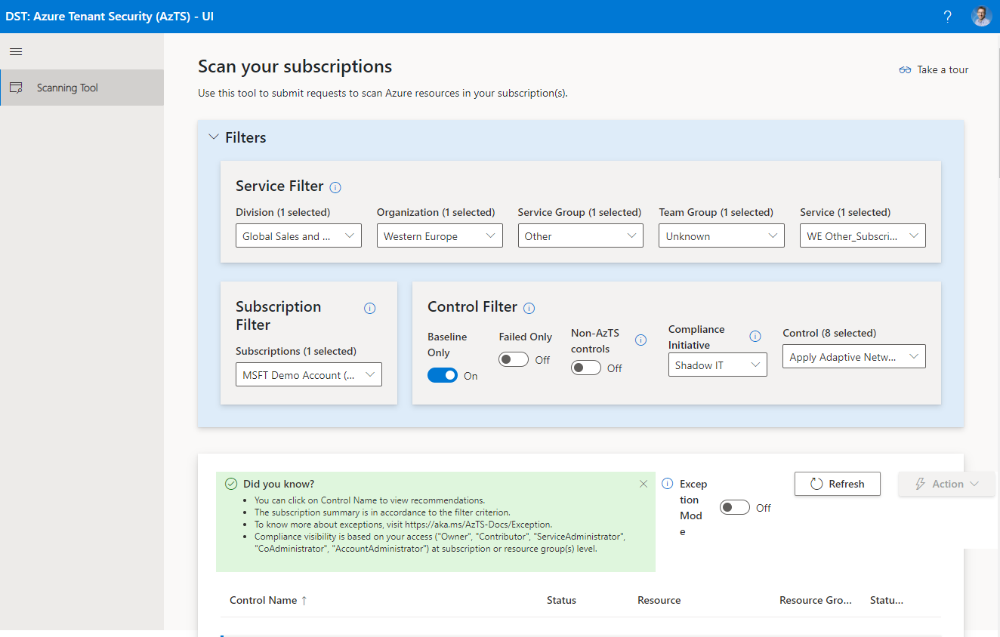 DST: Azure Tenant Security (AzTS) - UI
?
Scanning Tool
Scan your subscriptions
Take a tour
Use this tool to submit requests to scan Azure resources in your subscription(s).
Filters
Service Filter
Division (1 selected)
Organization (1 selected)
Service Group (1 selected)
Team Group (1 selected)
Service (1 selected)
Global Sales and ...
Western Europe
Other
Unknown
WE Other_Subscri...
Subscription
Filter
Subscriptions (1 selected)
MSFT Demo Account (...
Control Filter
Baseline
Only
On
Failed Only
Off
Non-AzTS
controls
Off
Compliance
Initiative
Shadow IT
Control (8 selected)
Apply Adaptive Netw...
Did you know?
• You can click on Control Name to view recommendations.
• The subscription summary is in accordance to the filter criterion.
• To know more about exceptions, visit https://aka.ms/AzTS-Docs/Exception.
• Compliance visibility is based on your access ("Owner", "Contributor", "ServiceAdministrator",
"CoAdministrator", "AccountAdministrator") at subscription or resource group(s) level.
Excep
tion
Mod
e
Off
Refresh
Action
Control Name ↑
Status
Resource
Resource Gro...
Statu...